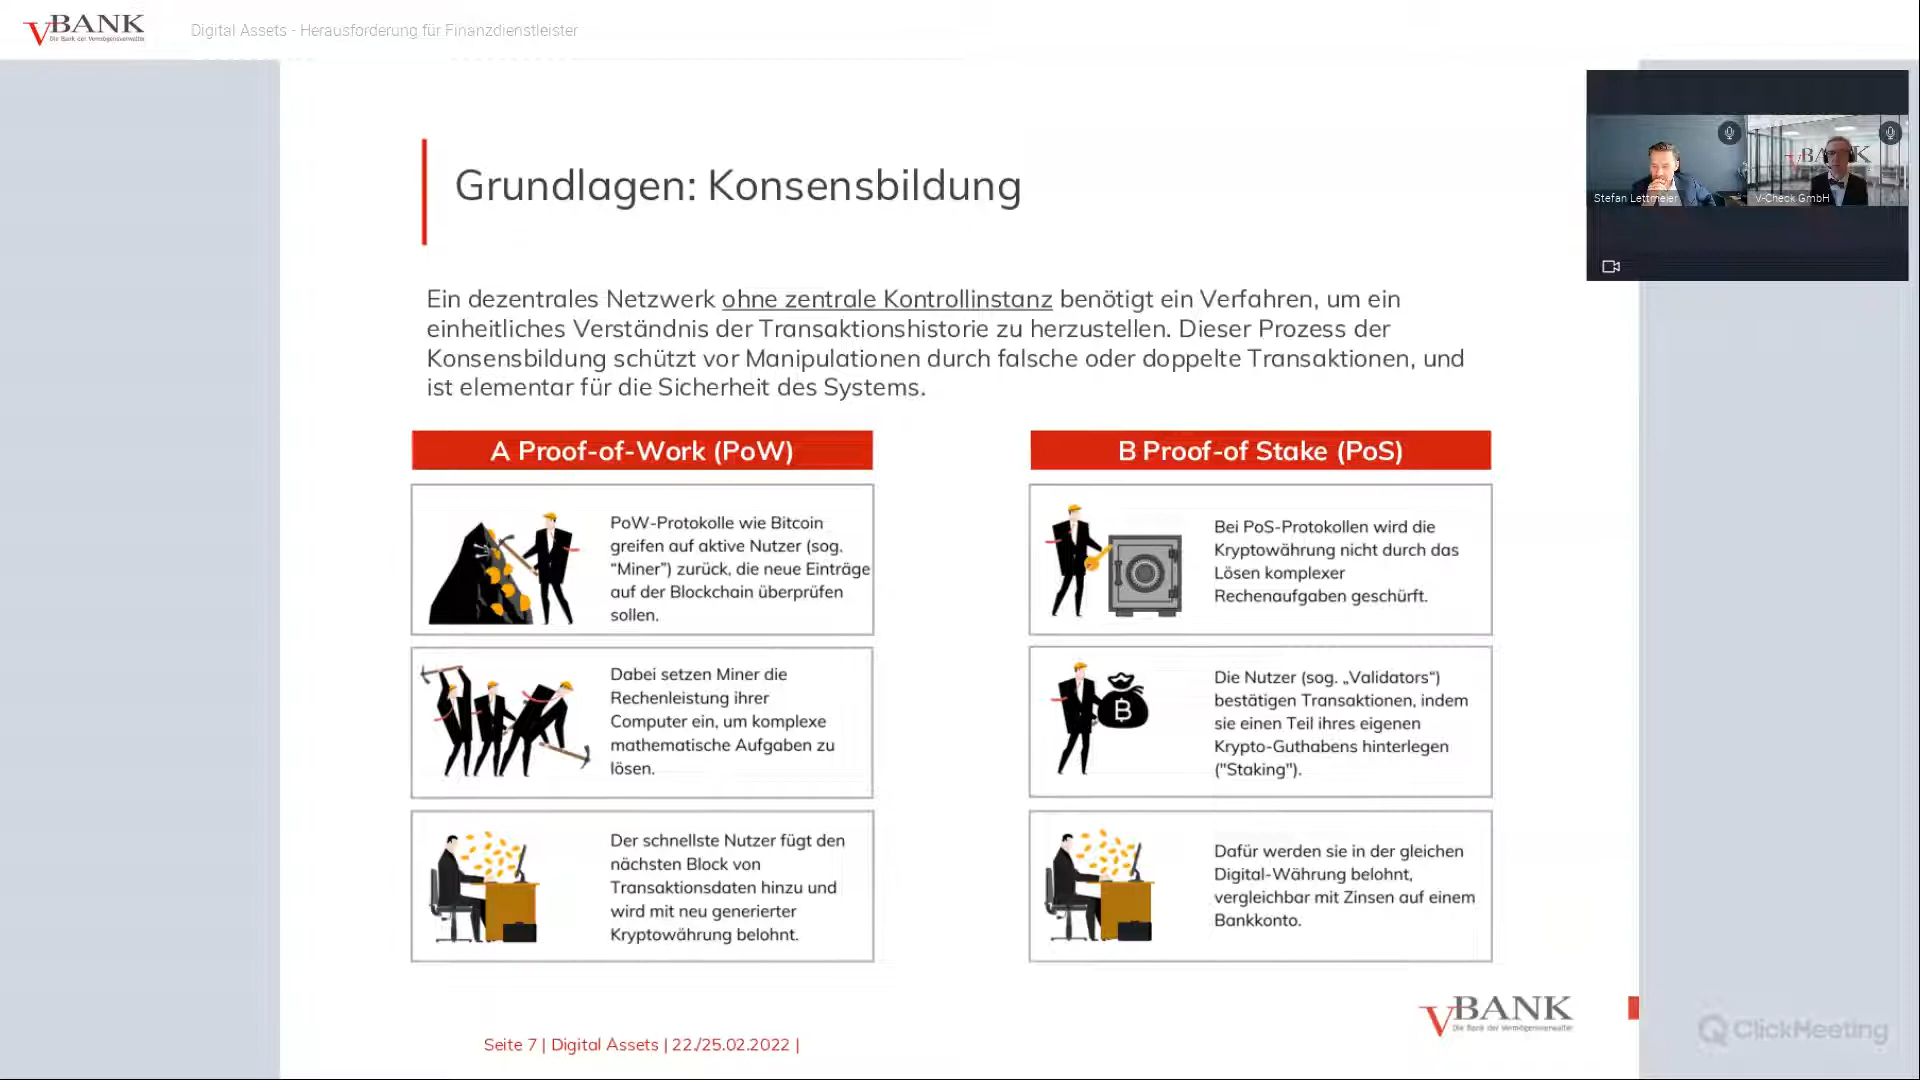 VBANK
Die Bank der Vermögensverwalter
Digital Assets - Herausforderung für Finanzdienstleister
Stefan Lettmeier
V-Check GmbH
VBANK
Grundlagen: Konsensbildung
Ein dezentrales Netzwerk ohne zentrale Kontrollinstanz benötigt ein Verfahren, um ein
einheitliches Verständnis der Transaktionshistorie zu herzustellen. Dieser Prozess der
Konsensbildung schützt vor Manipulationen durch falsche oder doppelte Transaktionen, und
ist elementar für die Sicherheit des Systems.
A Proof-of-Work (PoW)
PoW-Protokolle wie Bitcoin
greifen auf aktive Nutzer (sog.
"Miner") zurück, die neue Einträge
auf der Blockchain überprüfen
sollen.
Dabei setzen Miner die
Rechenleistung ihrer
Computer ein, um komplexe
mathematische Aufgaben zu
lösen.
Der schnellste Nutzer fügt den
nächsten Block von
Transaktionsdaten hinzu und
wird mit neu generierter
Kryptowährung belohnt.
B Proof-of Stake (PoS)
Bei PoS-Protokollen wird die
Kryptowährung nicht durch das
Lösen komplexer
Rechenaufgaben geschürft.
B
Die Nutzer (sog. „Validators“)
bestätigen Transaktionen, indem
sie einen Teil ihres eigenen
Krypto-Guthabens hinterlegen
("Staking").
Dafür werden sie in der gleichen
Digital-Währung belohnt,
vergleichbar mit Zinsen auf einem
Bankkonto.
VBANK
Die Bank der Vermögensverwalter
Seite 7 | Digital Assets | 22./25.02.2022 |
ClickMeeting